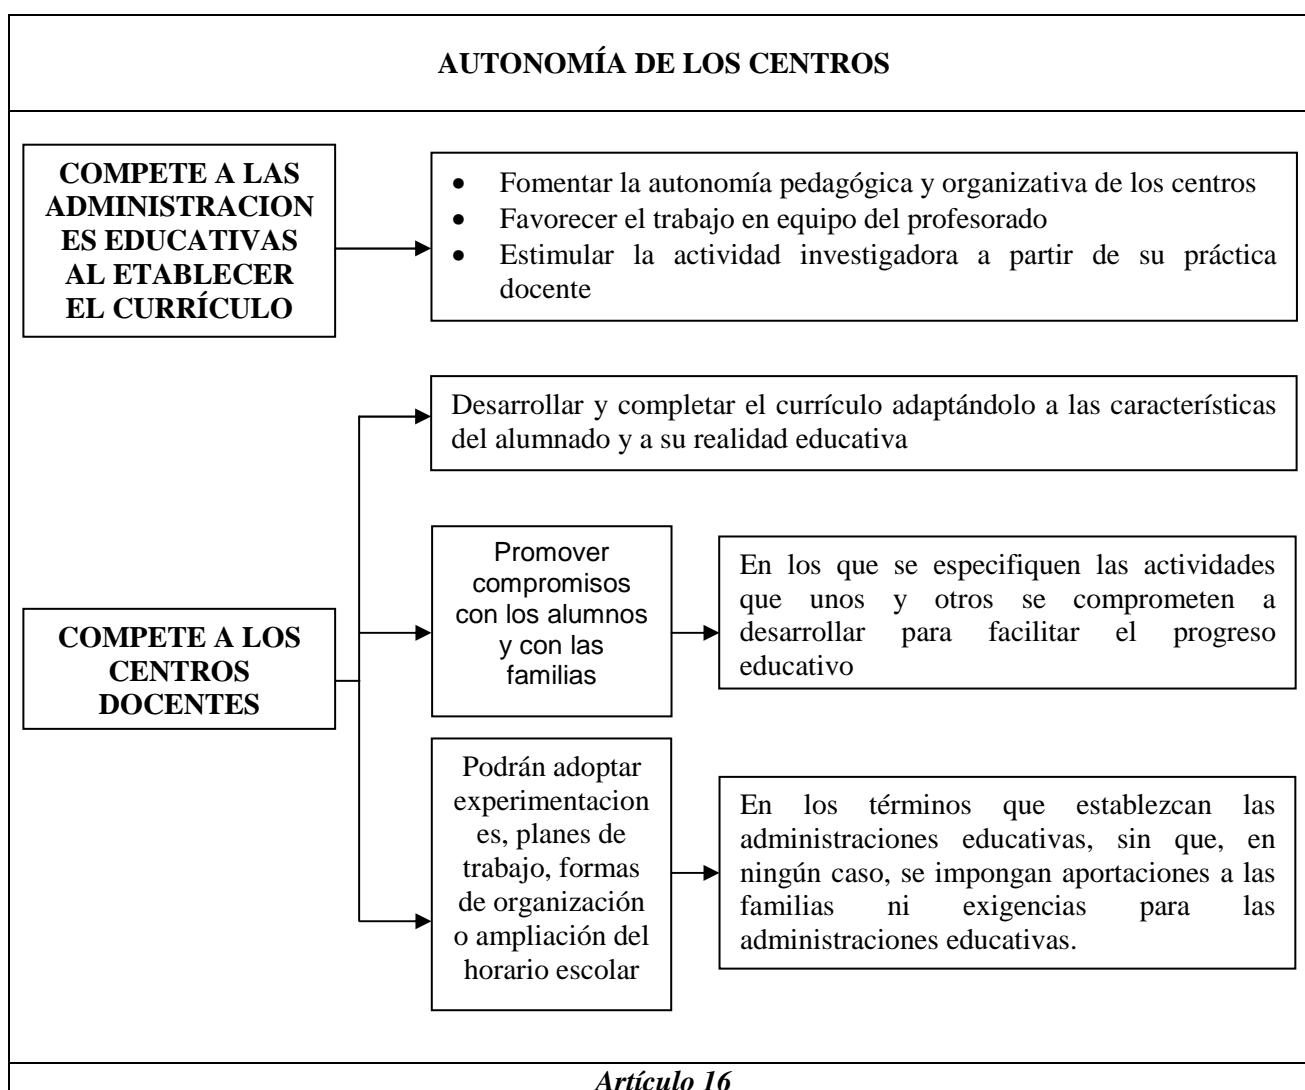 AUTONOMÍA DE LOS CENTROS
COMPETE A LAS
ADMINISTRACION
ES EDUCATIVAS
AL ETABLECER
EL CURRÍCULO
• Fomentar la autonomía pedagógica y organizativa de los centros
• Favorecer el trabajo en equipo del profesorado
• Estimular la actividad investigadora a partir de su práctica
docente
Desarrollar y completar el currículo adaptándolo a las características
del alumnado y a su realidad educativa
COMPETE A LOS
CENTROS
DOCENTES
Promover
compromisos
con los alumnos
y con las
familias
En los que se especifiquen las actividades
que unos y otros se comprometen a
desarrollar para facilitar el progreso
educativo
Podrán adoptar
experimentacion
es, planes de
trabajo, formas
de organización
o ampliación del
horario escolar
En los términos que establezcan las
administraciones educativas, sin que, en
ningún caso, se impongan aportaciones a las
familias ni exigencias para las
administraciones educativas.
Artículo 16